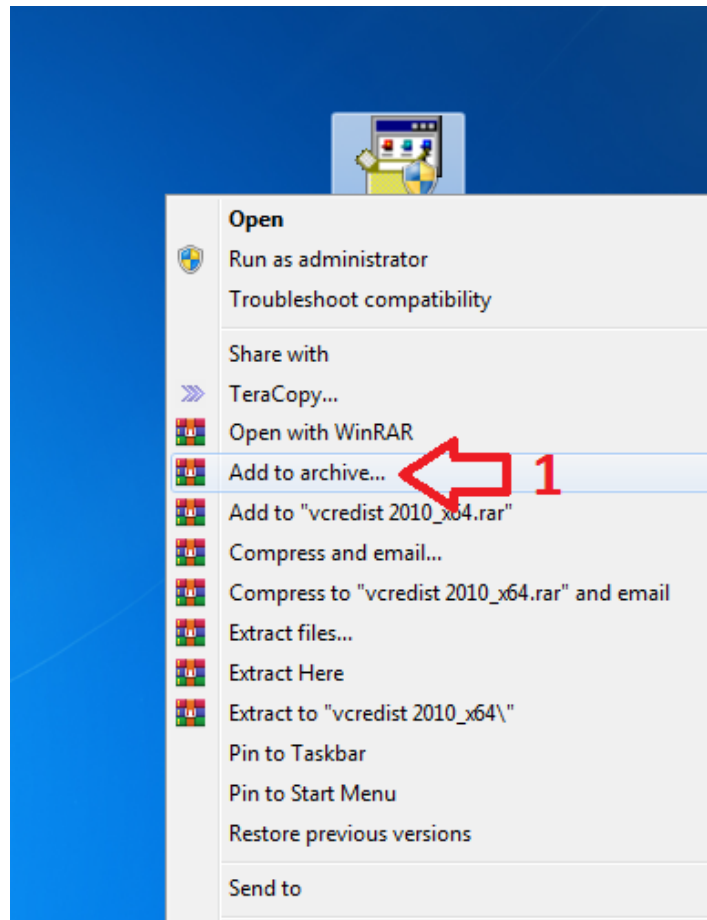 Open
Run as administrator
Troubleshoot compatibility
Share with
TeraCopy...
Open with WinRAR
Add to archive... 1
Add to "vcredist 2010_x64.rar"
Compress and email...
Compress to "vcredist 2010_x64.rar" and email
Extract files...
Extract Here
Extract to "vcredist 2010_x64\"
Pin to Taskbar
Pin to Start Menu
Restore previous versions
Send to